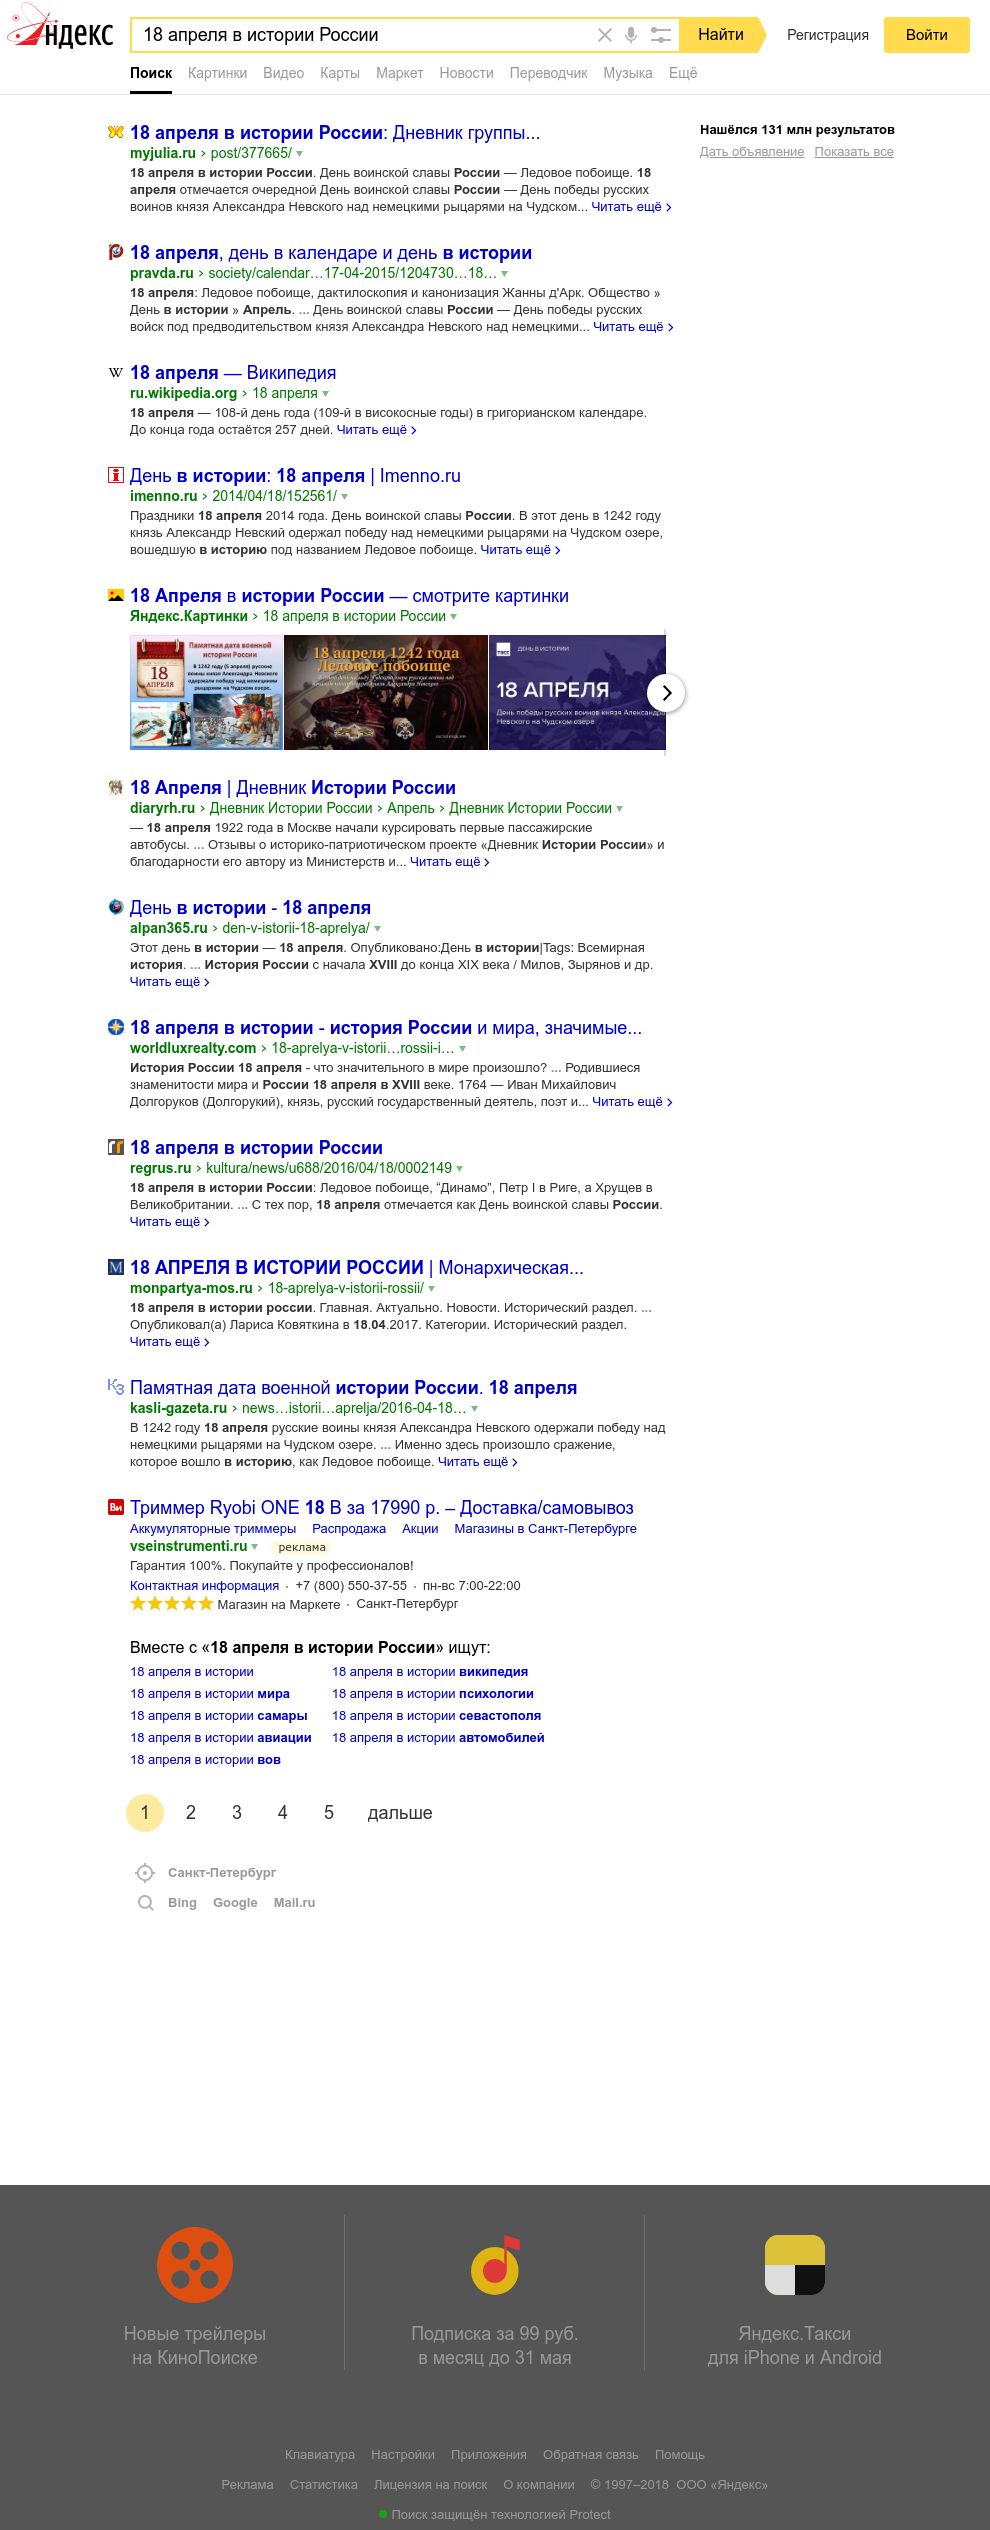 Яндекс
18 апреля в истории России
Найти
Регистрация
Войти
Поиск Картинки Видео Карты Маркет Новости Переводчик Музыка Ещё
Нашёлся 131 млн результатов
Дать объявление Показать все
18 апреля в истории России: Дневник группы...
myjulia.ru › post/377665/
18 апреля в истории России. День воинской славы России — Ледовое побоище. 18
апреля отмечается очередной День воинской славы России — День победы русских
воинов князя Александра Невского над немецкими рыцарями на Чудском... Читать ещё ›
18 апреля, день в календаре и день в истории
pravda.ru › society/calendar…17-04-2015/1204730…18…
18 апреля: Ледовое побоище, дактилоскопия и канонизация Жанны д'Арк. Общество »
День в истории » Апрель. ... День воинской славы России — День победы русских
войск под предводительством князя Александра Невского над немецкими... Читать ещё ›
18 апреля — Википедия
ru.wikipedia.org › 18 апреля
18 апреля — 108-й день года (109-й в високосные годы) в григорианском календаре.
До конца года остаётся 257 дней. Читать ещё ›
День в истории: 18 апреля | Imenno.ru
imenno.ru › 2014/04/18/152561/
Праздники 18 апреля 2014 года. День воинской славы России. В этот день в 1242 году
князь Александр Невский одержал победу над немецкими рыцарями на Чудском озере,
вошедшую в историю под названием Ледовое побоище. Читать ещё ›
18 Апреля в истории России — смотрите картинки
Яндекс.Картинки › 18 апреля в истории России
Памятная дата военной
истории России
18
АПРЕЛЯ
В 1242 году (5 апреля) русские
воины князя Александра Невского
одержали победу над немецкими
рыцарями на Чудском озере.
18 апреля 1242 года
Ледовое побоище
ТАСС
ДЕНЬ В ИСТОРИИ
18 АПРЕЛЯ
День победы русских воинов князя Александра
Невского на Чудском озере
18 Апреля | Дневник Истории России
diaryrh.ru › Дневник Истории России › Апрель › Дневник Истории России
— 18 апреля 1922 года в Москве начали курсировать первые пассажирские
автобусы. ... Отзывы о историко-патриотическом проекте «Дневник Истории России» и
благодарности его автору из Министерств и... Читать ещё ›
День в истории - 18 апреля
alpan365.ru › den-v-istorii-18-aprelya/
Этот день в истории — 18 апреля. Опубликовано:День в истории|Tags: Всемирная
история. ... История России с начала XVIII до конца XIX века / Милов, Зырянов и др.
Читать ещё ›
18 апреля в истории - история России и мира, значимые...
worldluxrealty.com › 18-aprelya-v-istorii…rossii-i…
История России 18 апреля - что значительного в мире произошло? ... Родившиеся
знаменитости мира и России 18 апреля в XVIII веке. 1764 — Иван Михайлович
Долгоруков (Долгорукий), князь, русский государственный деятель, поэт и... Читать ещё ›
18 апреля в истории России
regrus.ru › kultura/news/u688/2016/04/18/0002149
18 апреля в истории России: Ледовое побоище, “Динамо”, Петр I в Риге, а Хрущев в
Великобритании. ... С тех пор, 18 апреля отмечается как День воинской славы России.
Читать ещё ›
18 АПРЕЛЯ В ИСТОРИИ РОССИИ | Монархическая...
monpartya-mos.ru › 18-aprelya-v-istorii-rossii/
18 апреля в истории россии. Главная. Актуально. Новости. Исторический раздел. ...
Опубликовал(а) Лариса Ковяткина в 18.04.2017. Категории. Исторический раздел.
Читать ещё ›
Памятная дата военной истории России. 18 апреля
kasli-gazeta.ru › news…istorii…aprelja/2016-04-18…
В 1242 году 18 апреля русские воины князя Александра Невского одержали победу над
немецкими рыцарями на Чудском озере. ... Именно здесь произошло сражение,
которое вошло в историю, как Ледовое побоище. Читать ещё ›
Триммер Ryobi ONE 18 В за 17990 р. – Доставка/самовывоз
Аккумуляторные триммеры Распродажа Акции Магазины в Санкт-Петербурге
vseinstrumenti.ru реклама
Гарантия 100%. Покупайте у профессионалов!
Контактная информация · +7 (800) 550-37-55 · пн-вс 7:00-22:00
Магазин на Маркете · Санкт-Петербург
Вместе с «18 апреля в истории России» ищут:
18 апреля в истории 18 апреля в истории википедия
18 апреля в истории мира 18 апреля в истории психологии
18 апреля в истории самары 18 апреля в истории севастополя
18 апреля в истории авиации 18 апреля в истории автомобилей
18 апреля в истории вов
1 2 3 4 5 дальше
Санкт-Петербург
Bing Google Mail.ru
Новые трейлеры
на КиноПоиске
Подписка за 99 руб.
в месяц до 31 мая
Яндекс.Такси
для iPhone и Android
Клавиатура Настройки Приложения Обратная связь Помощь
Реклама Статистика Лицензия на поиск О компании © 1997–2018 ООО «Яндекс»
Поиск защищён технологией Protect